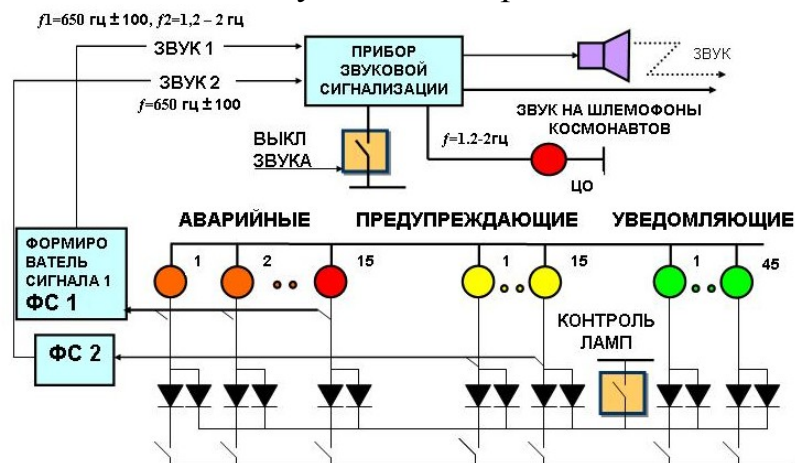 f1=650 гц ± 100, f2=1,2 – 2 гц
ЗВУК 1
ЗВУК 2
f=650 гц ± 100
ПРИБОР
ЗВУКОВОЙ
СИГНАЛИЗАЦИИ
ЗВУК
ЗВУК НА ШЛЕМОФОНЫ
КОСМОНАВТОВ
ВЫКЛ
ЗВУКА
f=1.2-2гц
ЦО
АВАРИЙНЫЕ
ПРЕДУПРЕЖДАЮЩИЕ
УВЕДОМЛЯЮЩИЕ
ФОРМИРО
ВАТЕЛЬ
СИГНАЛА 1
ФС 1
1
2
15
1
15
1
45
КОНТРОЛЬ
ЛАМП
ФС 2